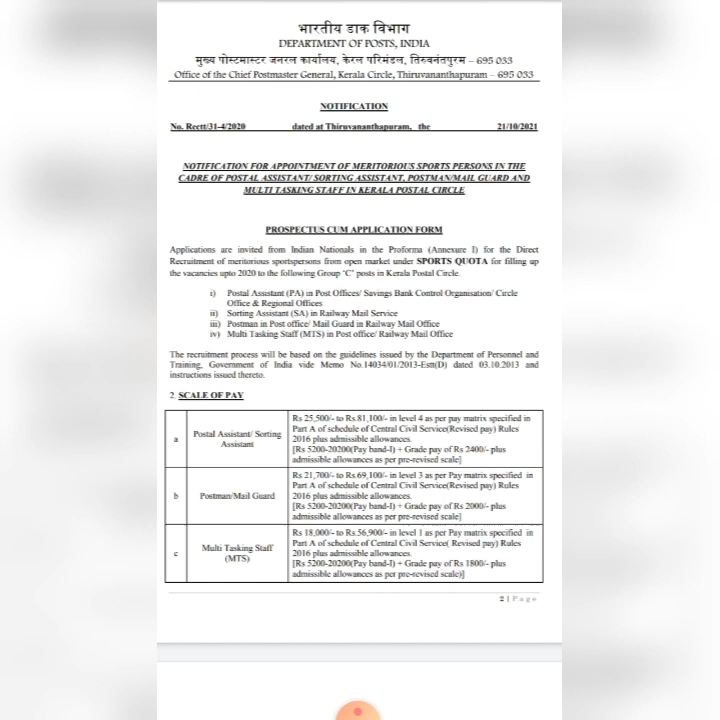 भारतीय डाक विभाग
DEPARTMENT OF POSTS, INDIA
मुख्य पोस्टमास्टर जनरल कार्यालय, केरल परिमंडल, तिरुवनंतपुरम – 695 033
Office of the Chief Postmaster General, Kerala Circle, Thiruvananthapuram – 695 033
NOTIFICATION
No. Rectt/31-4/2020 dated at Thiruvananthapuram, the 21/10/2021
NOTIFICATION FOR APPOINTMENT OF MERITORIOUS SPORTS PERSONS IN THE
CADRE OF POSTAL ASSISTANT/ SORTING ASSISTANT, POSTMAN/MAIL GUARD AND
MULTI TASKING STAFF IN KERALA POSTAL CIRCLE
PROSPECTUS CUM APPLICATION FORM
Applications are invited from Indian Nationals in the Proforma (Annexure I) for the Direct
Recruitment of meritorious sportspersons from open market under SPORTS QUOTA for filling up
the vacancies upto 2020 to the following Group ‘C’ posts in Kerala Postal Circle.
i) Postal Assistant (PA) in Post Offices/ Savings Bank Control Organisation/ Circle
Office & Regional Offices
ii) Sorting Assistant (SA) in Railway Mail Service
iii) Postman in Post office/ Mail Guard in Railway Mail Office
iv) Multi Tasking Staff (MTS) in Post office/ Railway Mail Office
The recruitment process will be based on the guidelines issued by the Department of Personnel and
Training, Government of India vide Memo No.14034/01/2013-Estt(D) dated 03.10.2013 and
instructions issued thereto.
2. SCALE OF PAY
a
Postal Assistant/ Sorting
Assistant
Rs 25,500/- to Rs.81,100/- in level 4 as per pay matrix specified in
Part A of schedule of Central Civil Service(Revised pay) Rules
2016 plus admissible allowances.
[Rs 5200-20200(Pay band-I) + Grade pay of Rs 2400/- plus
admissible allowances as per pre-revised scale]
b
Postman/Mail Guard
Rs 21,700/- to Rs.69,100/- in level 3 as per Pay matrix specified in
Part A of schedule of Central Civil Service(Revised pay) Rules
2016 plus admissible allowances.
[Rs 5200-20200(Pay band-I) + Grade pay of Rs 2000/- plus
admissible allowances as per pre-revised scale]
c
Multi Tasking Staff
(MTS)
Rs 18,000/- to Rs.56,900/- in level 1 as per Pay matrix specified in
Part A of schedule of Central Civil Service( Revised pay) Rules
2016 plus admissible allowances.
[Rs 5200-20200(Pay band-I) + Grade pay of Rs 1800/- plus
admissible allowances as per pre-revised scale)]
2 | Page